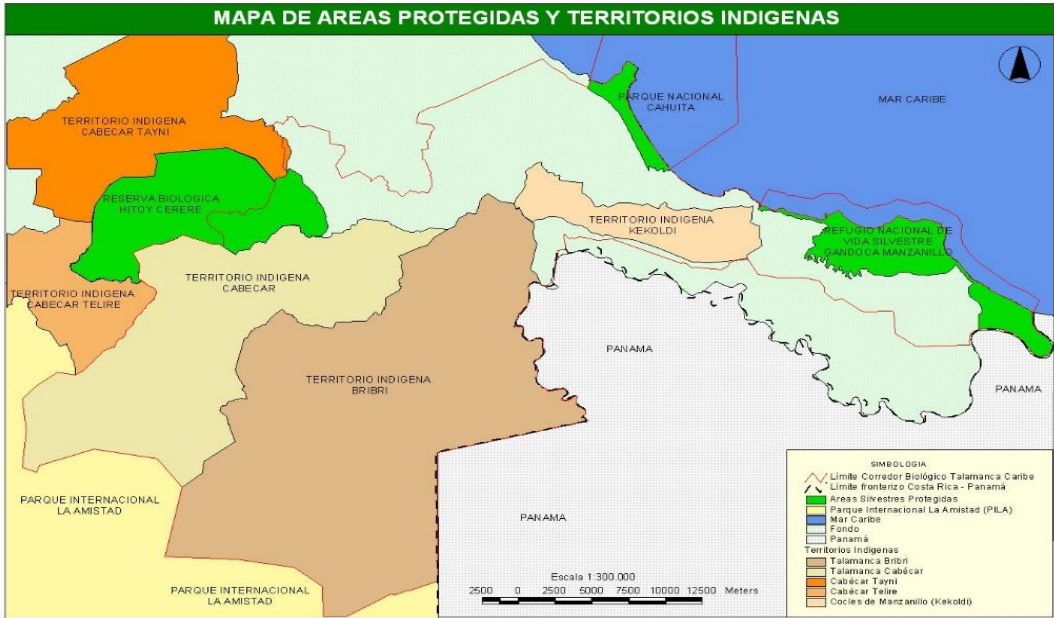 MAPA DE AREAS PROTEGIDAS Y TERRITORIOS INDIGENAS
PARQUE NACIONAL
CAHUITA
MAR CARIBE
TERRITORIO INDIGENA
CABECAR TAYNI
RESERVA BIOLOGICA
HITOY CERERE
TERRITORIO INDIGENA
KEKOLDI
REFUGIO NACIONAL DE
VIDA SILVESTRE
GANDOCA MANZANILLO
TERRITORIO INDIGENA
CABECAR
TERRITORIO INDIGENA
CABECAR TELIRE
PANAMA
TERRITORIO INDIGENA
BRIBRI
PANAMA
PARQUE INTERNACIONAL
LA AMISTAD
PANAMA
PARQUE INTERNACIONAL
LA AMISTAD
Escala 1:300.000
2500 0 2500 5000 7500 10000 12500 Meters
SIMBOLOGIA
Límite Corredor Biológico Talamanca Caribe
Límite fronterizo Costa Rica - Panamá
Areas Silvestres Protegidas
Parque Internacional La Amistad (PILA)
Mar Caribe
Fondo
Panamá
Territorios Indigenas
Talamanca Bribri
Talamanca Cabécar
Cabécar Tayni
Cabécar Telire
Cocles de Manzanillo (Kekoldi)